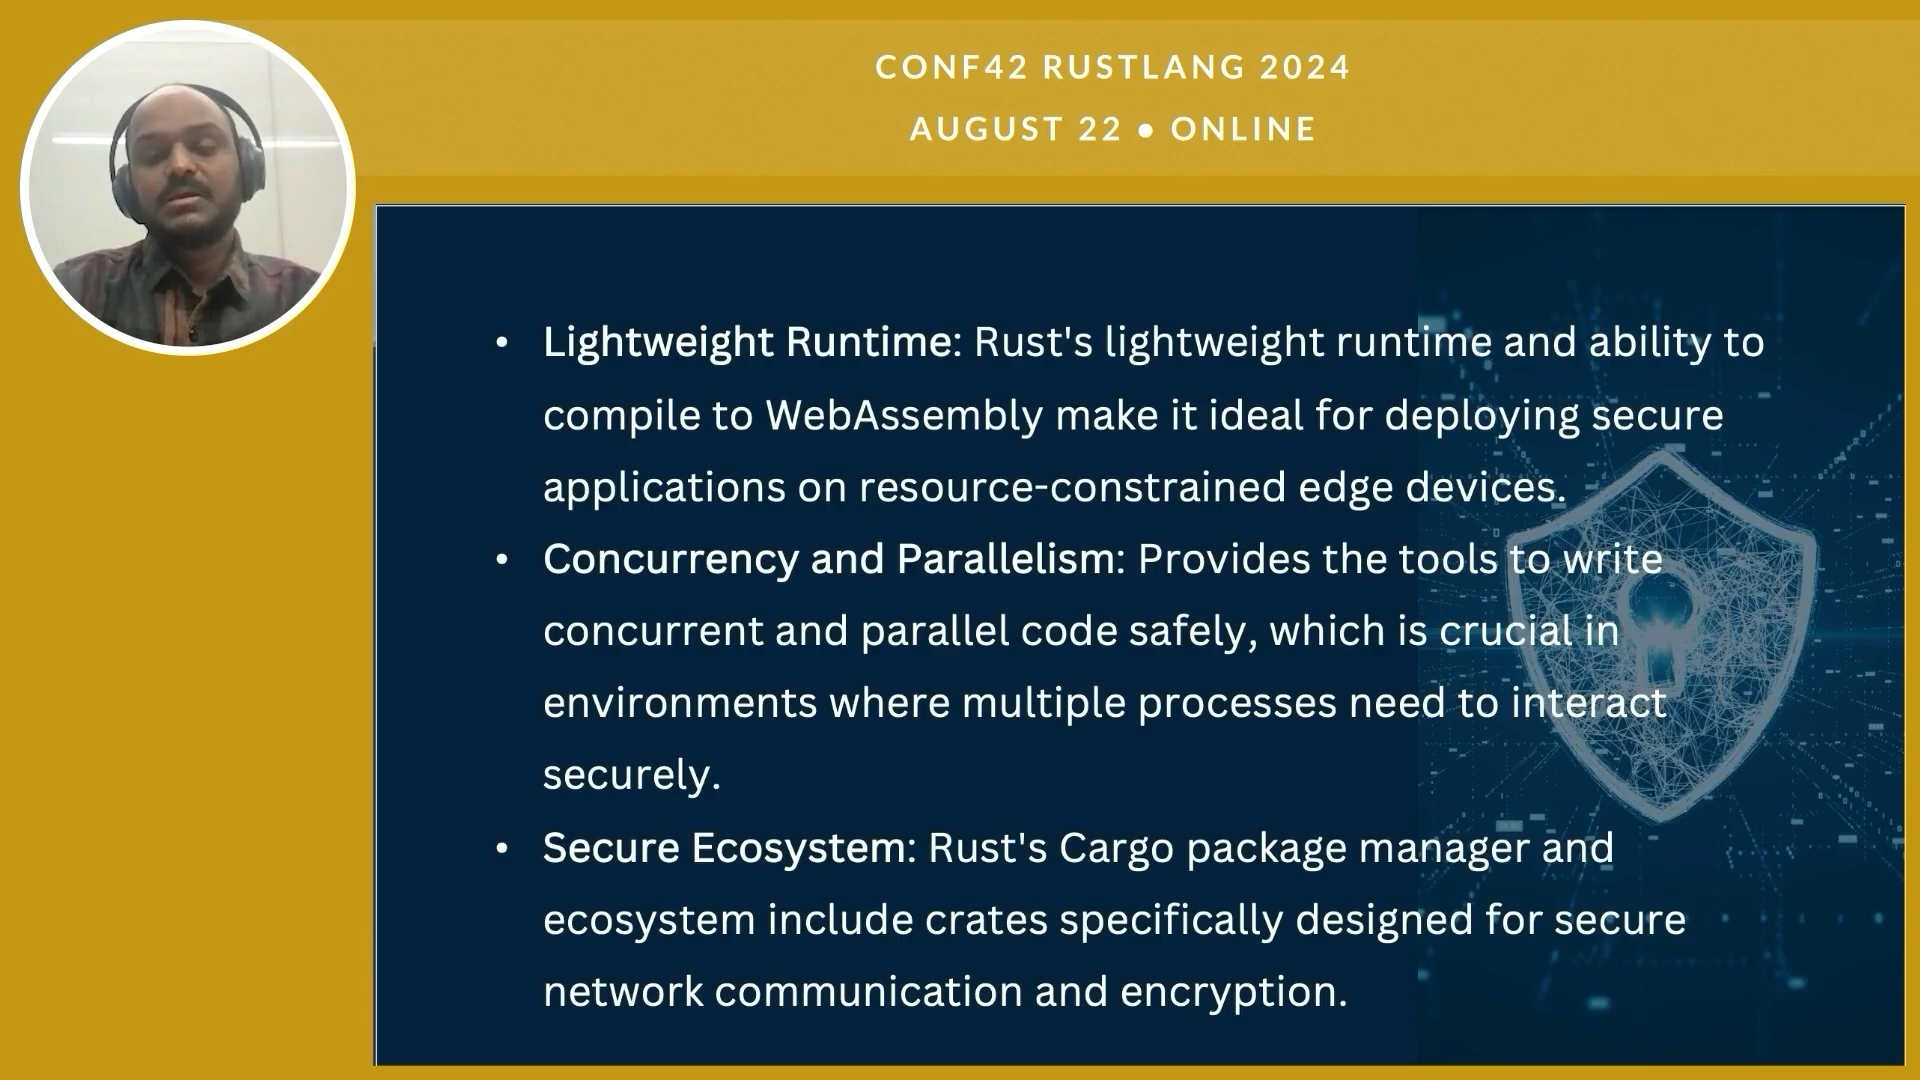 CONF42 RUSTLANG 2024
AUGUST 22 • ONLINE
• Lightweight Runtime: Rust's lightweight runtime and ability to
compile to WebAssembly make it ideal for deploying secure
applications on resource-constrained edge devices.
• Concurrency and Parallelism: Provides the tools to write
concurrent and parallel code safely, which is crucial in
environments where multiple processes need to interact
securely.
• Secure Ecosystem: Rust's Cargo package manager and
ecosystem include crates specifically designed for secure
network communication and encryption.